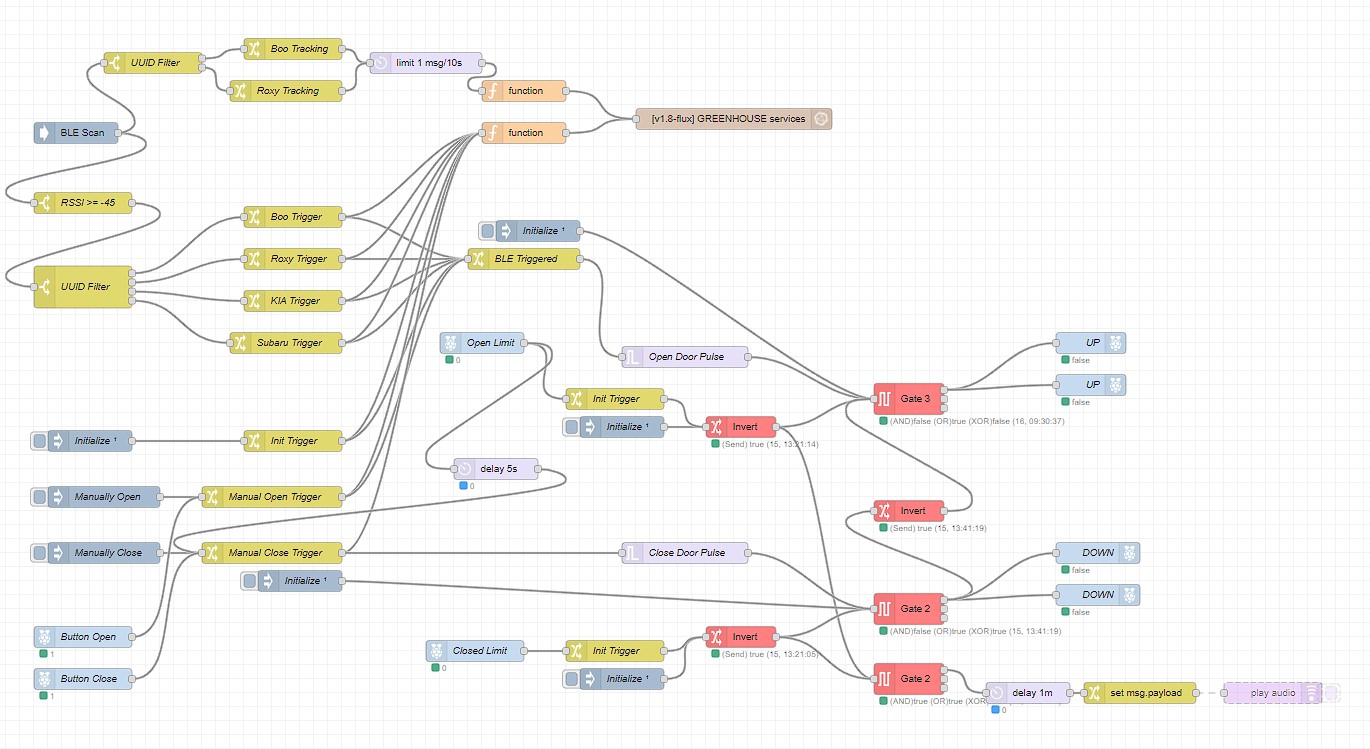 Boo Tracking
UUID Filter
limit 1 msg/10s
Roxy Tracking
function
[v1.8-flux] GREENHOUSE services
BLE Scan
function
RSSI >= -45
Boo Trigger
Initialize ¹
Roxy Trigger
BLE Triggered
UUID Filter
KIA Trigger
Subaru Trigger
Open Limit
0
UP
false
Open Door Pulse
UP
false
Init Trigger
Gate 3
(AND)false (OR)true (XOR)false (16, 09:30:37)
Initialize ¹
Invert
(Send) true (15, 13:21:14)
Initialize ¹
Init Trigger
delay 5s
0
Manually Open
Manual Open Trigger
Invert
(Send) true (15, 13:41:19)
Manually Close
Manual Close Trigger
Close Door Pulse
DOWN
false
Initialize ¹
DOWN
false
Gate 2
(AND)false (OR)true (XOR)true (15, 13:41:19)
Button Open
1
Invert
(Send) true (15, 13:21:05)
Closed Limit
0
Init Trigger
Button Close
1
Initialize ¹
Gate 2
(AND)true (OR)true (XOR)
delay 1m
0
set msg.payload
play audio